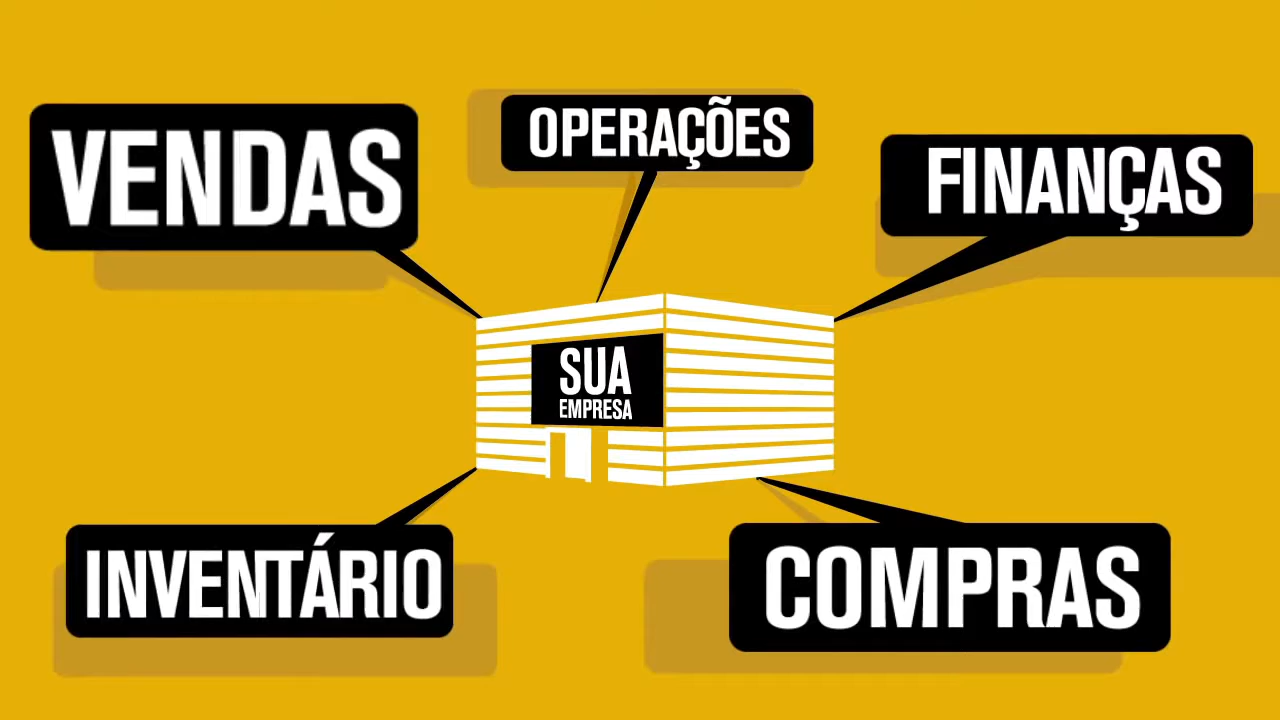 VENDAS
OPERAÇÕES
FINANÇAS
SUA
EMPRESA
INVENTÁRIO
COMPRAS